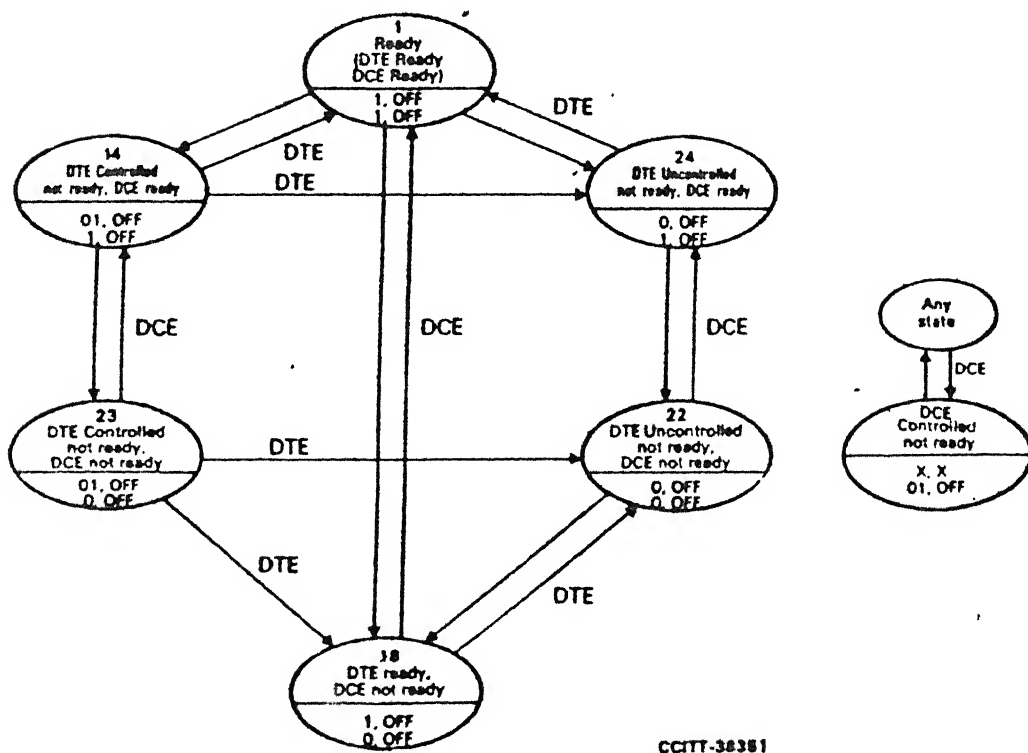 1
Ready
(DTE Ready
DCE Ready)
1, OFF
1, OFF
DTE
DTE
14
DTE Controlled
not ready, DCE ready
01, OFF
1, OFF
DTE
24
DTE Uncontrolled
not ready, DCE ready
0, OFF
1, OFF
DCE
DCE
DCE
Any
state
DCE
23
DTE Controlled
not ready,
DCE not ready
01, OFF
0, OFF
DTE
22
DTE Uncontrolled
not ready,
DCE not ready
0, OFF
0, OFF
DCE
Controlled
not ready
X, X
01, OFF
DTE
DTE
18
DTE ready,
DCE not ready
1, OFF
0, OFF
CCITT-38351